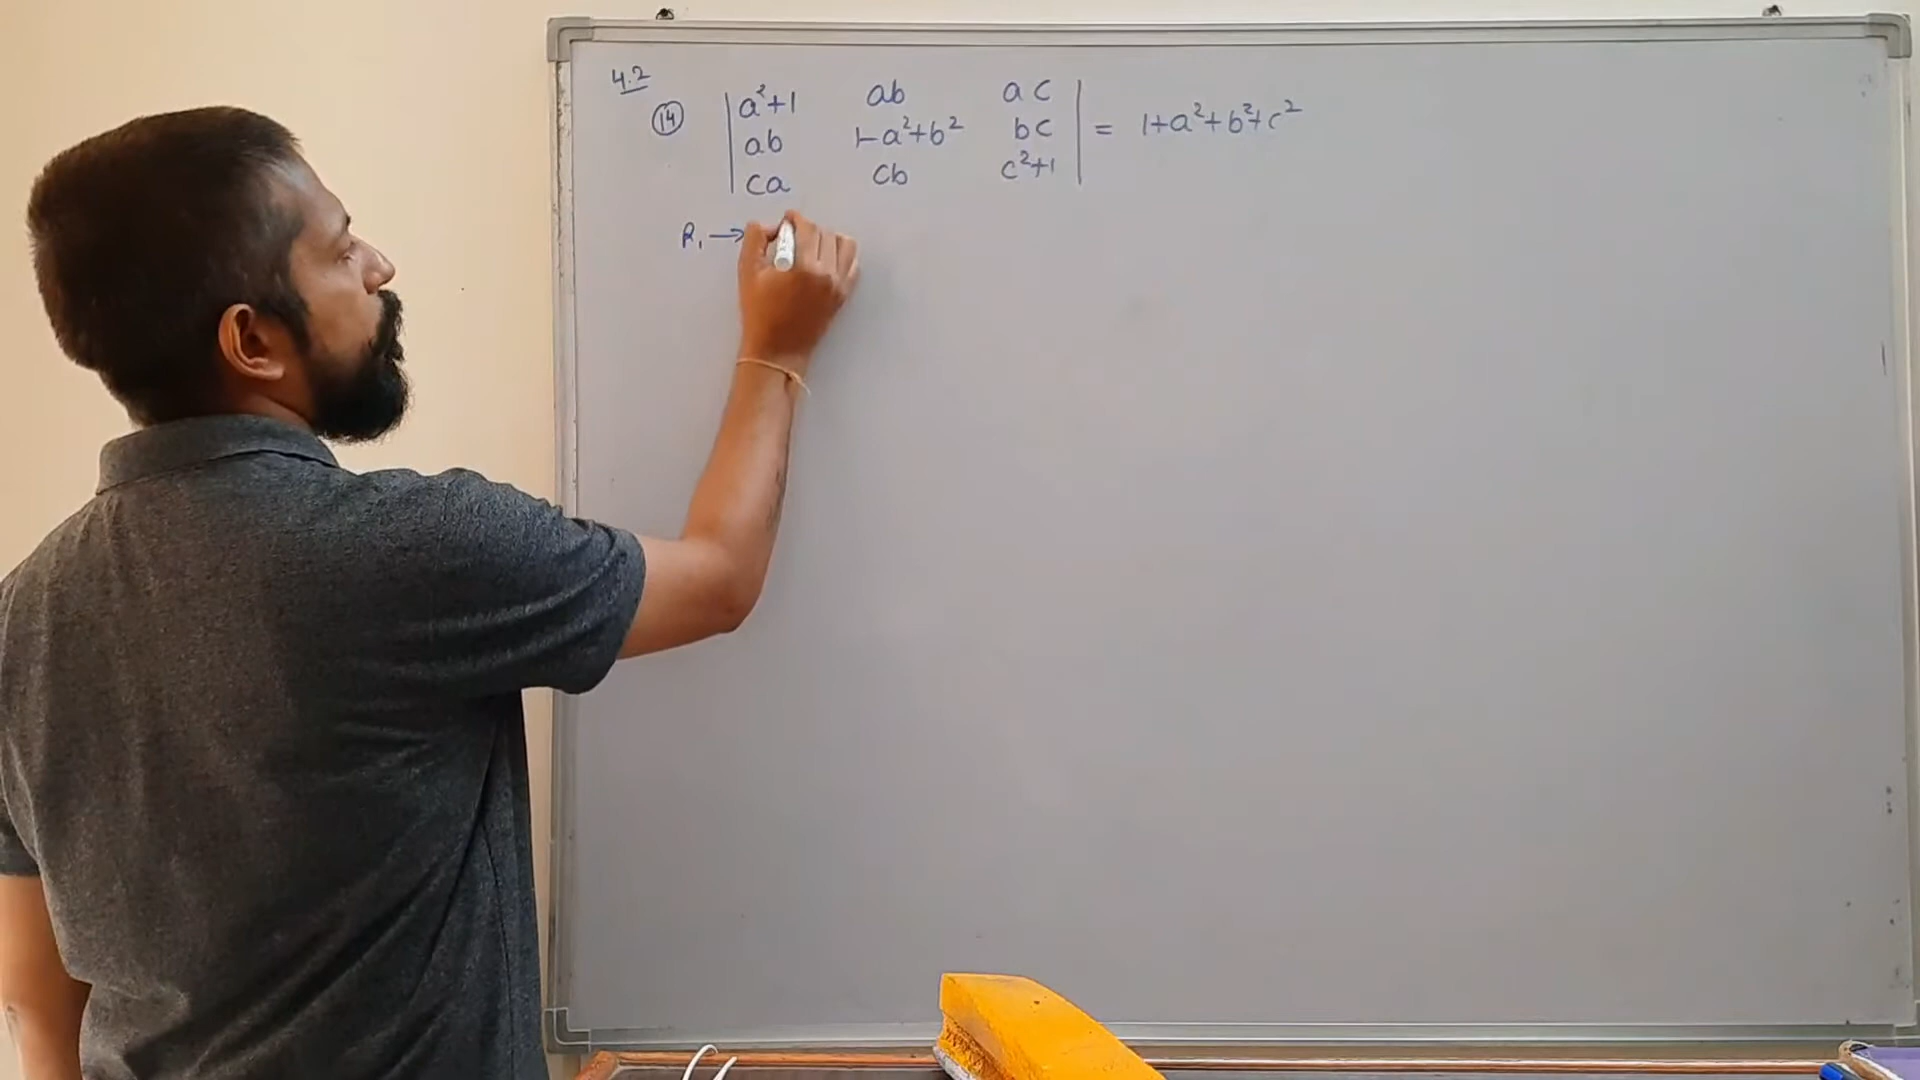 4.2
(14) | a²+1 ab ac |
| ab 1-a²+b² bc | = 1+a²+b²+c²
| ca cb c²+1 |
R₁ →